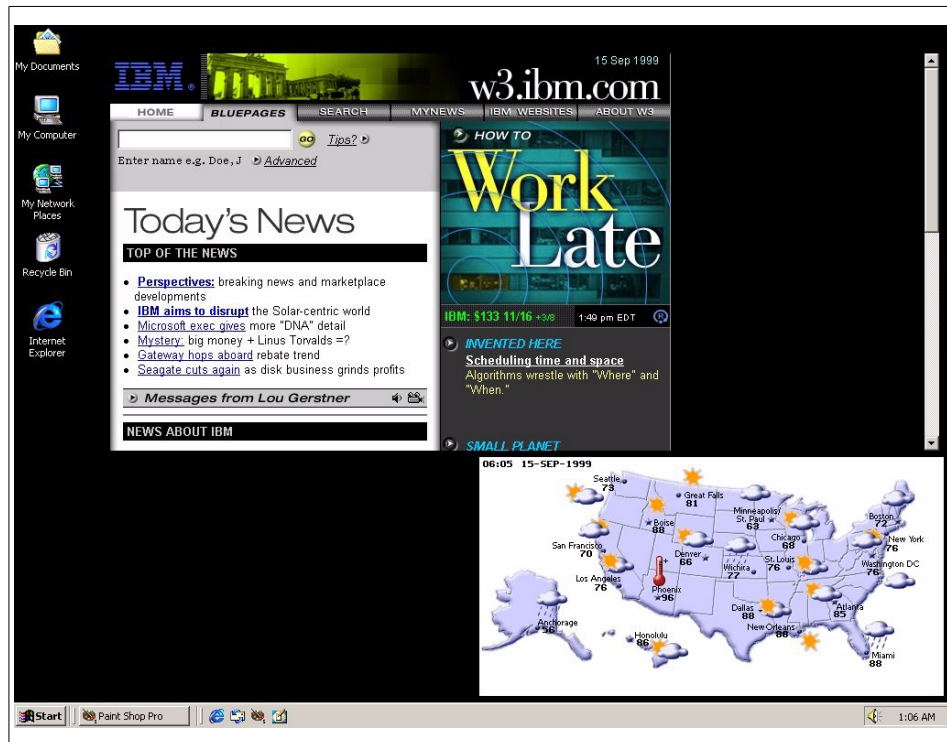 My Documents
My Computer
My Network
Places
Recycle Bin
Internet
Explorer
IBM.
15 Sep 1999
w3.ibm.com
HOME
BLUEPAGES
SEARCH
MYNEWS
IBM WEBSITES
ABOUT W3
GO Tips?
Enter name e.g. Doe, J Advanced
Today's News
TOP OF THE NEWS
Perspectives: breaking news and marketplace
developments
IBM aims to disrupt the Solar-centric world
Microsoft exec gives more "DNA" detail
Mystery: big money + Linus Torvalds =?
Gateway hops aboard rebate trend
Seagate cuts again as disk business grinds profits
Messages from Lou Gerstner
NEWS ABOUT IBM
HOW TO
Work
Late
IBM: $133 11/16 +3/8 1:49 pm EDT
INVENTED HERE
Scheduling time and space
Algorithms wrestle with "Where" and
"When."
SMALL PLANET
06:05 15-SEP-1999
Seattle
73
Great Falls
81
Boise
88
Minneapolis/
St. Paul
63
Boston
72
Chicago
68
New York
76
San Francisco
70
Denver
66
Wichita
77
St. Louis
76
Washington DC
76
Los Angeles
76
Phoenix
96
Dallas
88
Atlanta
85
New Orleans
88
Anchorage
56
Honolulu
86
Miami
88
Start
Paint Shop Pro
1:06 AM